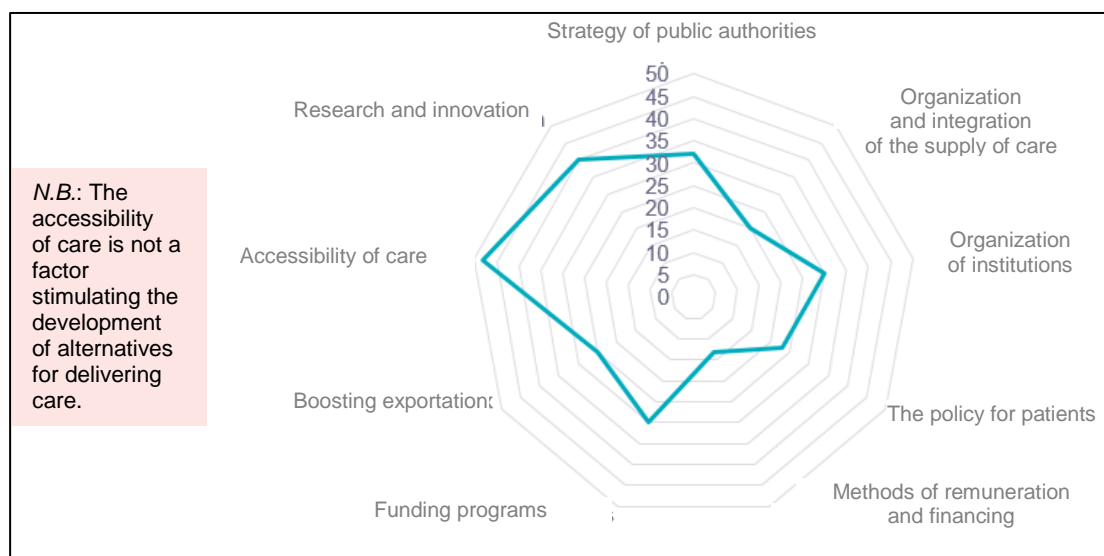 Strategy of public authorities
50
45
40
35
30
25
20
15
10
5
0
Research and innovation
Organization
and integration
of the supply of care
N.B.: The
accessibility
of care is not a
factor
stimulating the
development
of alternatives
for delivering
care.
Accessibility of care
Organization
of institutions
Boosting exportation
The policy for patients
Funding programs
Methods of remuneration
and financing